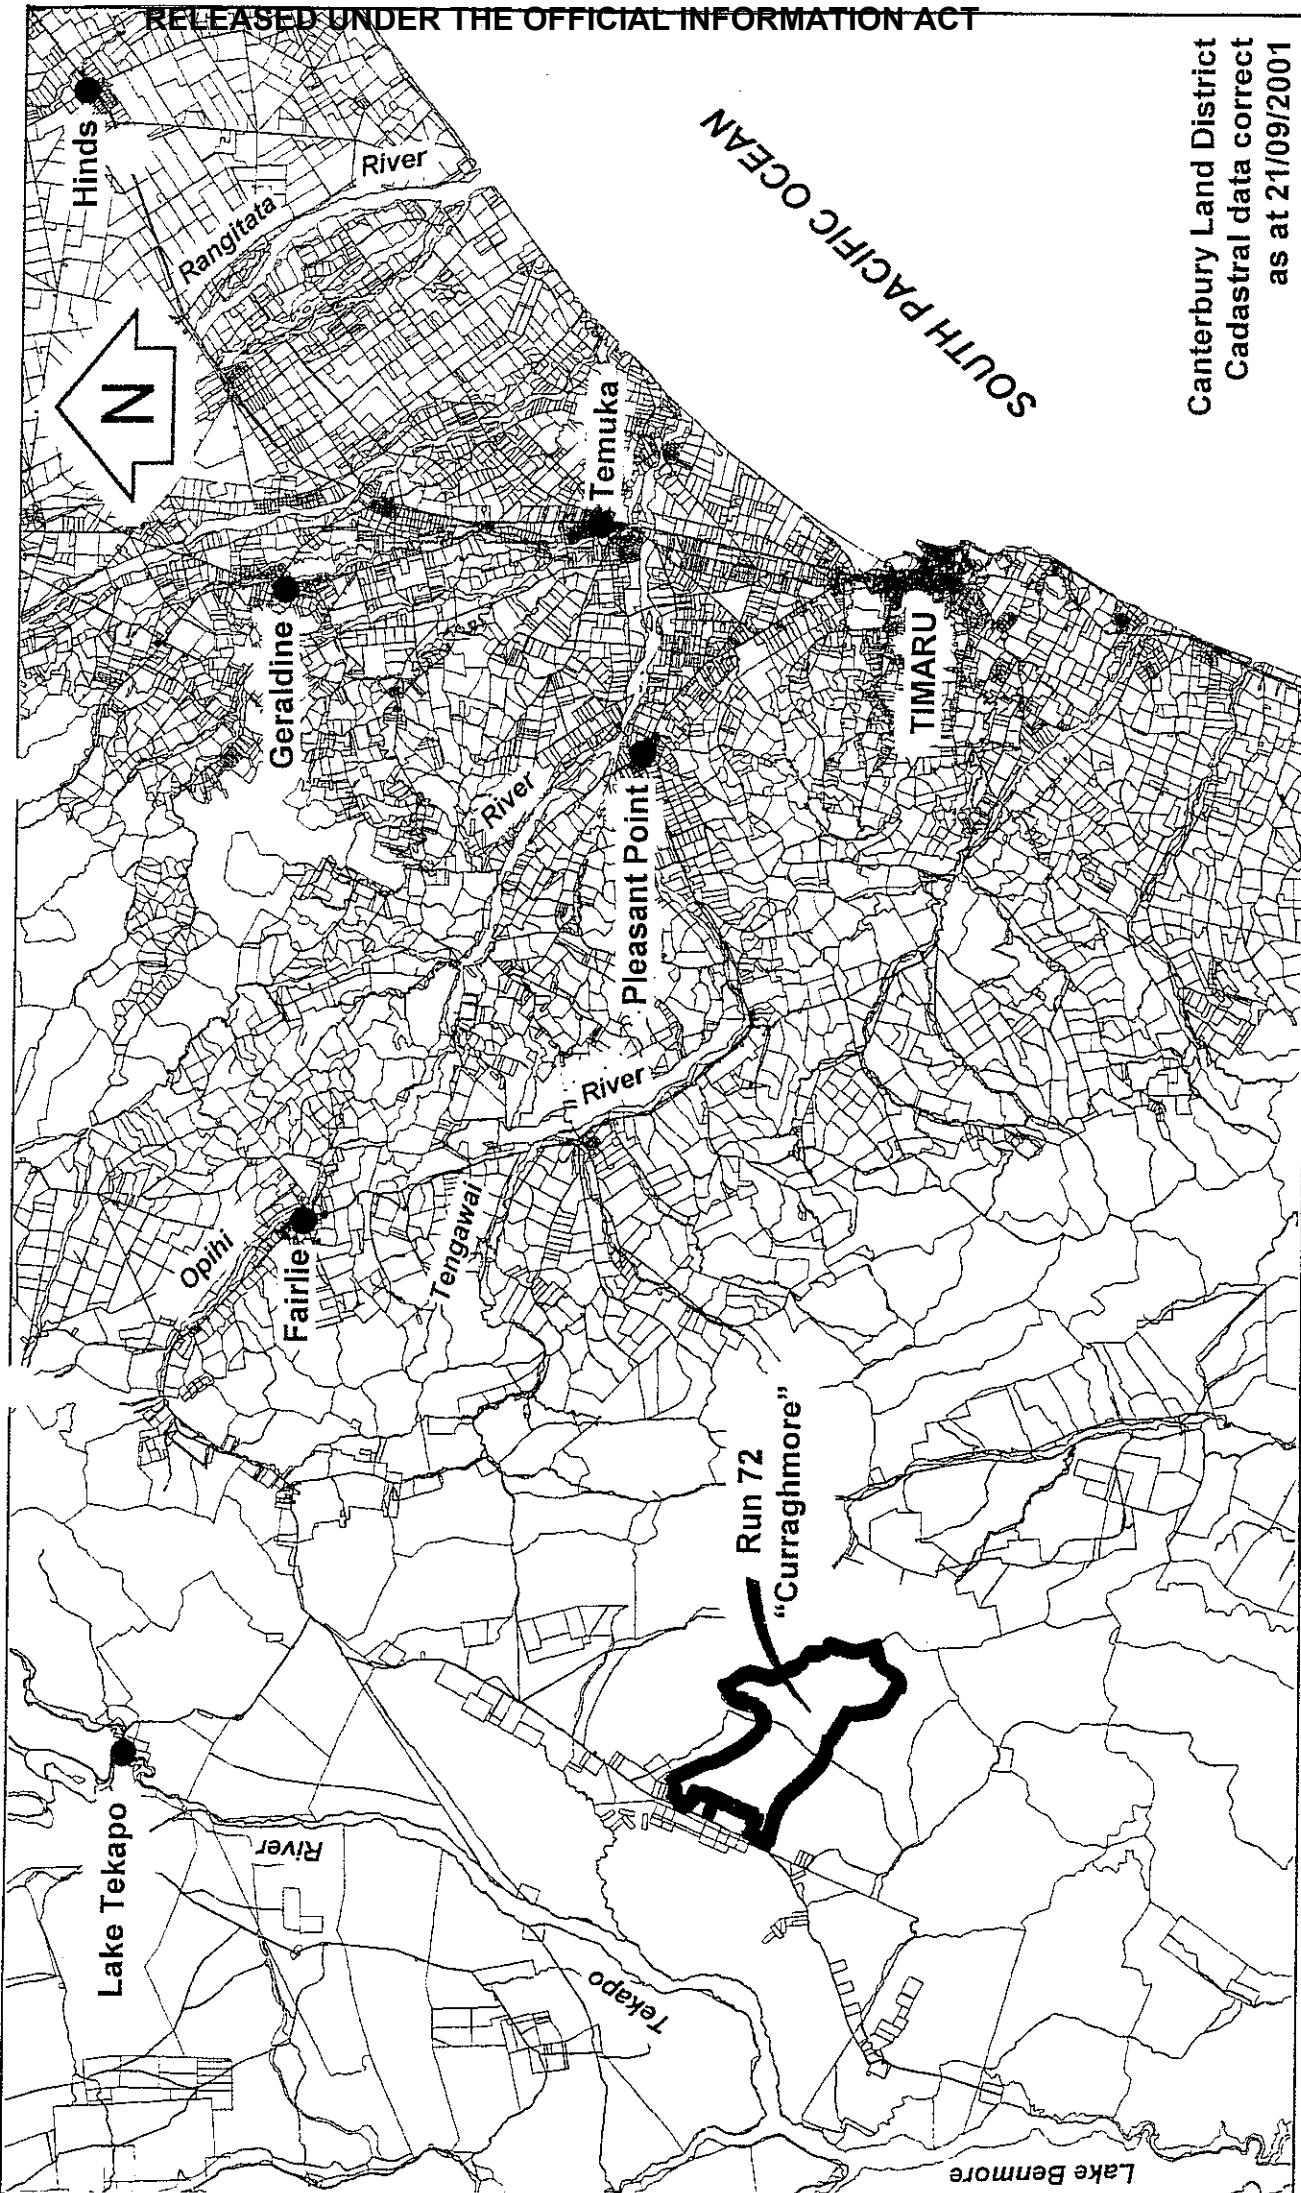 RELEASED UNDER THE OFFICIAL INFORMATION ACT
Canterbury Land District
Cadastral data correct
as at 21/09/2001
Hinds
Rangitata
River
N
SOUTH PACIFIC OCEAN
Temuka
Geraldine
TIMARU
River
Pleasant Point
River
Opihi
Fairlie
Tengawai
Run 72
"Curraghmore"
Lake Tekapo
River
Tekapo
Lake Benmore